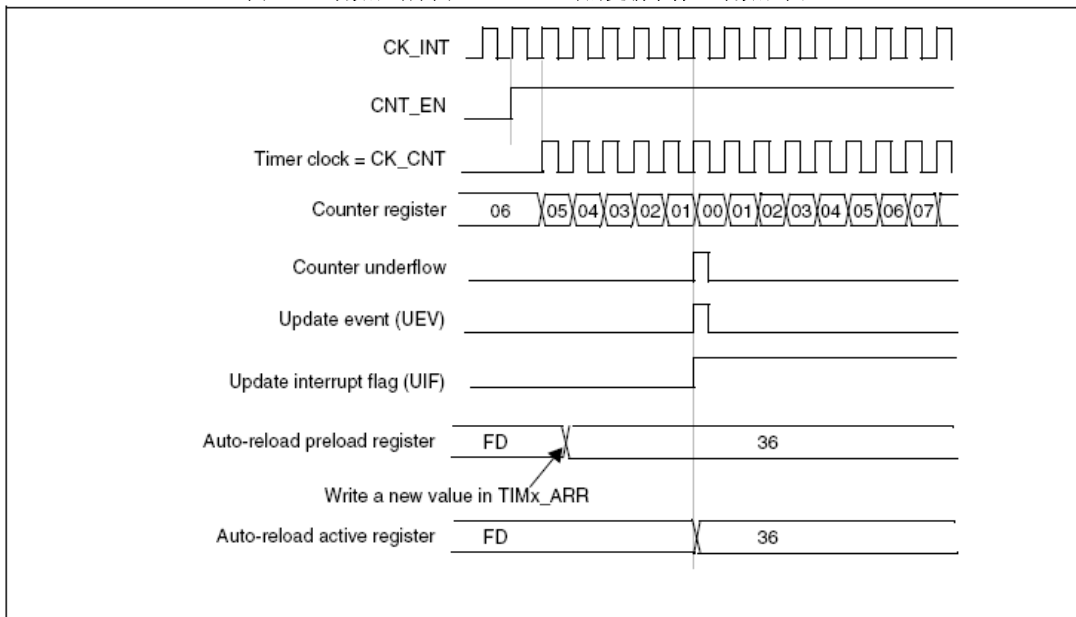 CK_INT
CNT_EN
Timer clock = CK_CNT
Counter register 06 05 04 03 02 01 00 01 02 03 04 05 06 07
Counter underflow
Update event (UEV)
Update interrupt flag (UIF)
Auto-reload preload register FD 36
Write a new value in TIMx_ARR
Auto-reload active register FD 36